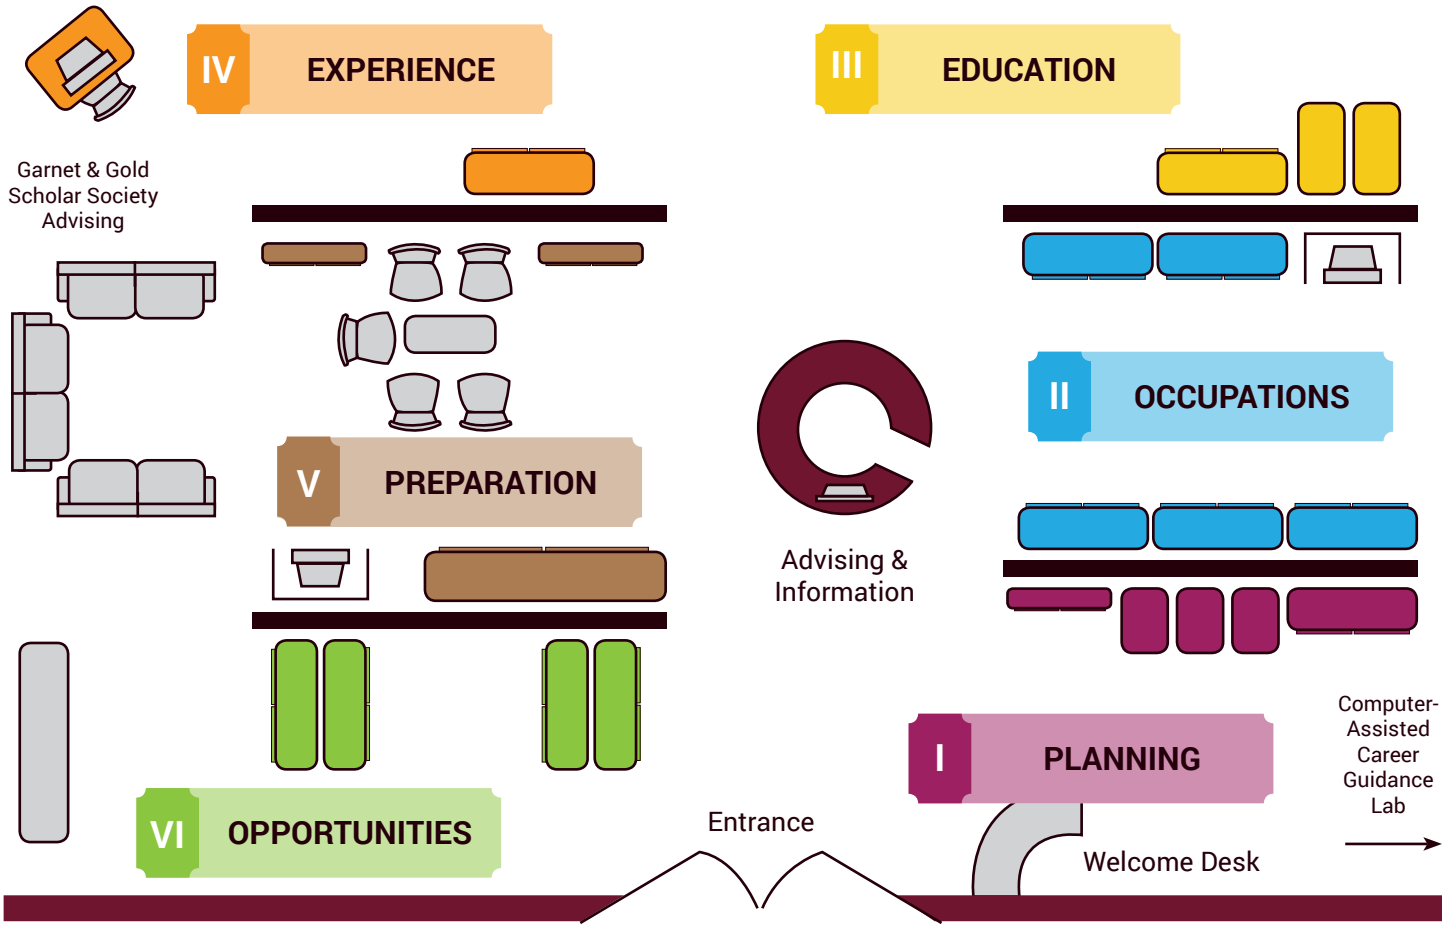 IV
EXPERIENCE
III
EDUCATION
Garnet & Gold
Scholar Society
Advising
II
OCCUPATIONS
V
PREPARATION
Advising &
Information
I
PLANNING
Computer-
Assisted
Career
Guidance
Lab
VI
OPPORTUNITIES
Entrance
Welcome Desk